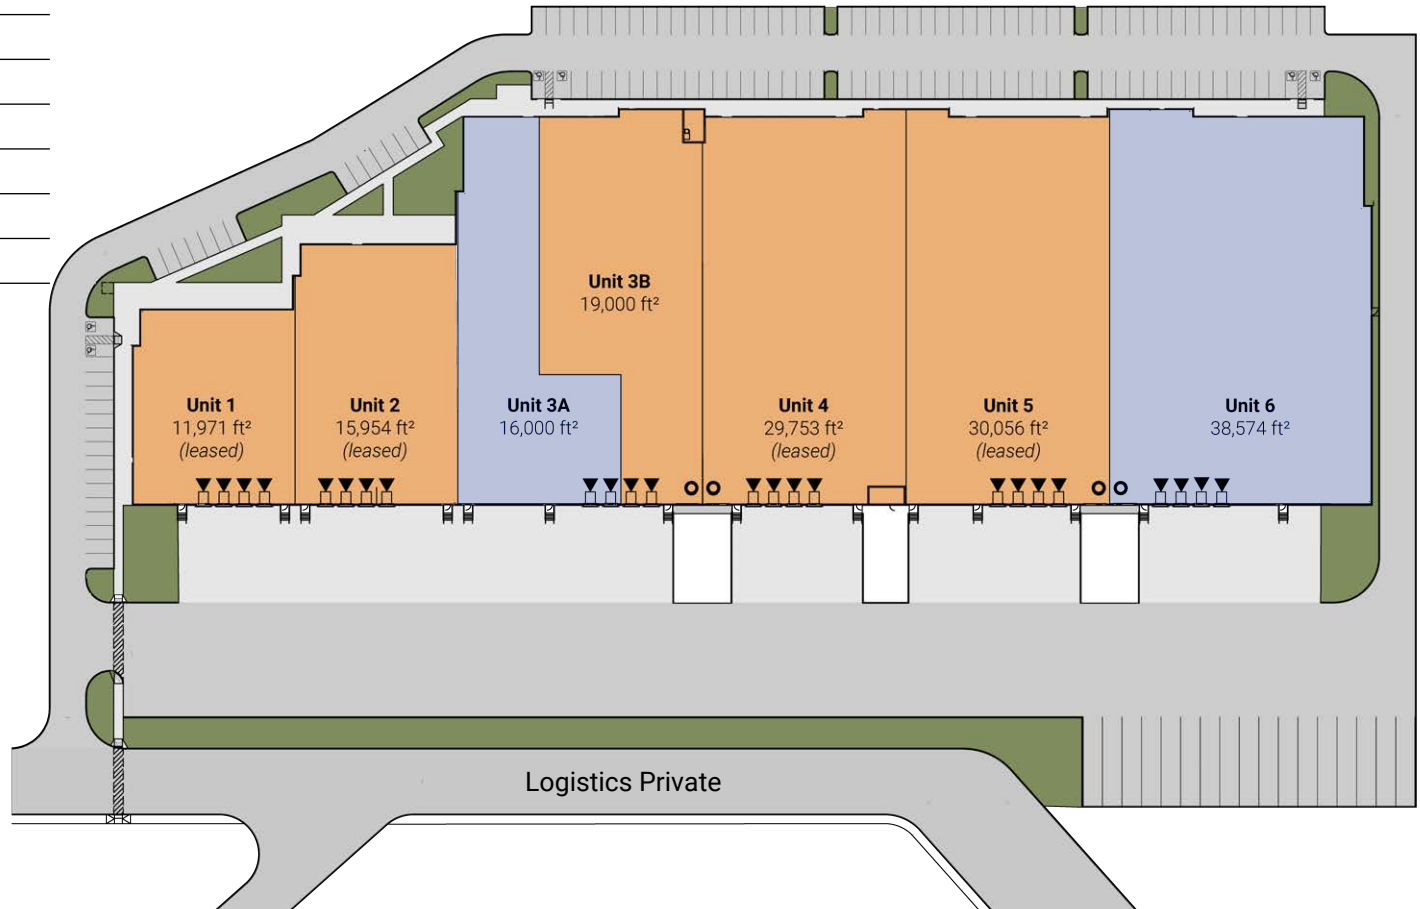 Unit 3B
19,000 ft²
Unit 1
11,971 ft²
(leased)
Unit 2
15,954 ft²
(leased)
Unit 3A
16,000 ft²
Unit 4
29,753 ft²
(leased)
Unit 5
30,056 ft²
(leased)
Unit 6
38,574 ft²
Logistics Private